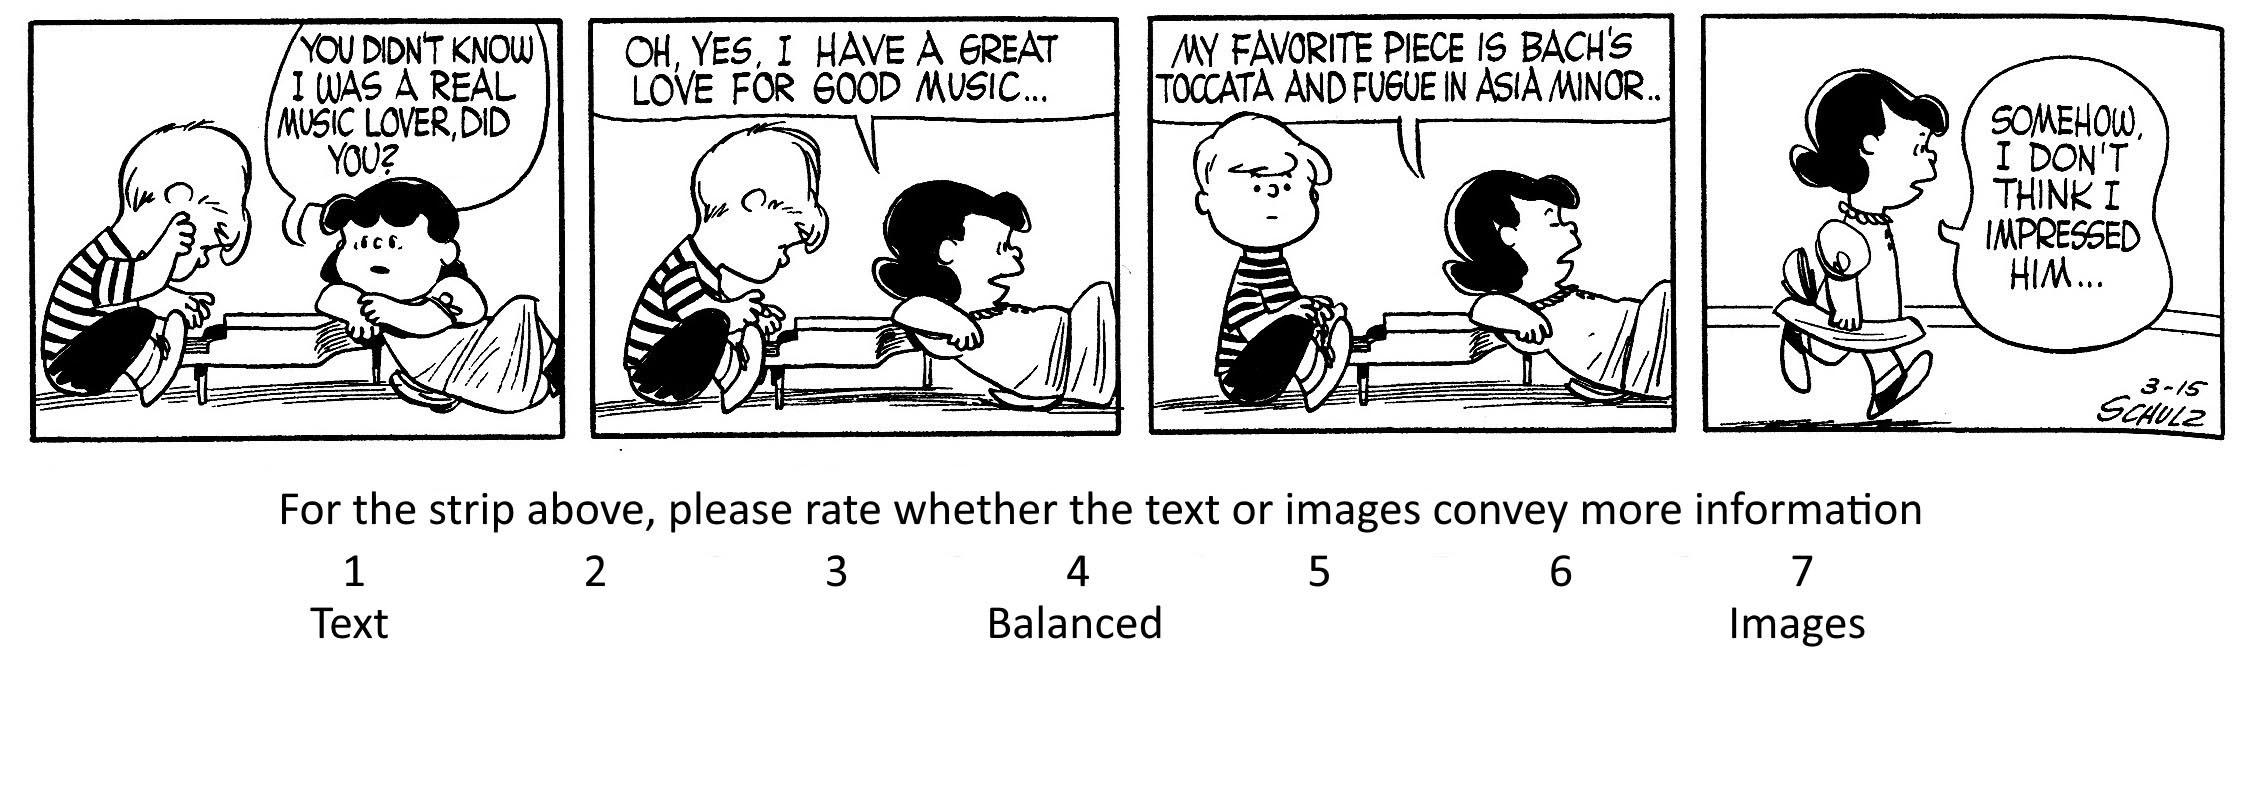 YOU DIDN'T KNOW
I WAS A REAL
MUSIC LOVER, DID
YOU?
OH, YES, I HAVE A GREAT
LOVE FOR GOOD MUSIC...
MY FAVORITE PIECE IS BACH'S
TOCCATA AND FUGUE IN ASIA MINOR..
SOMEHOW,
I DON'T
THINK I
IMPRESSED
HIM...
3-15
SCHULZ
For the strip above, please rate whether the text or images convey more information
1 2 3 4 5 6 7
Text Balanced Images